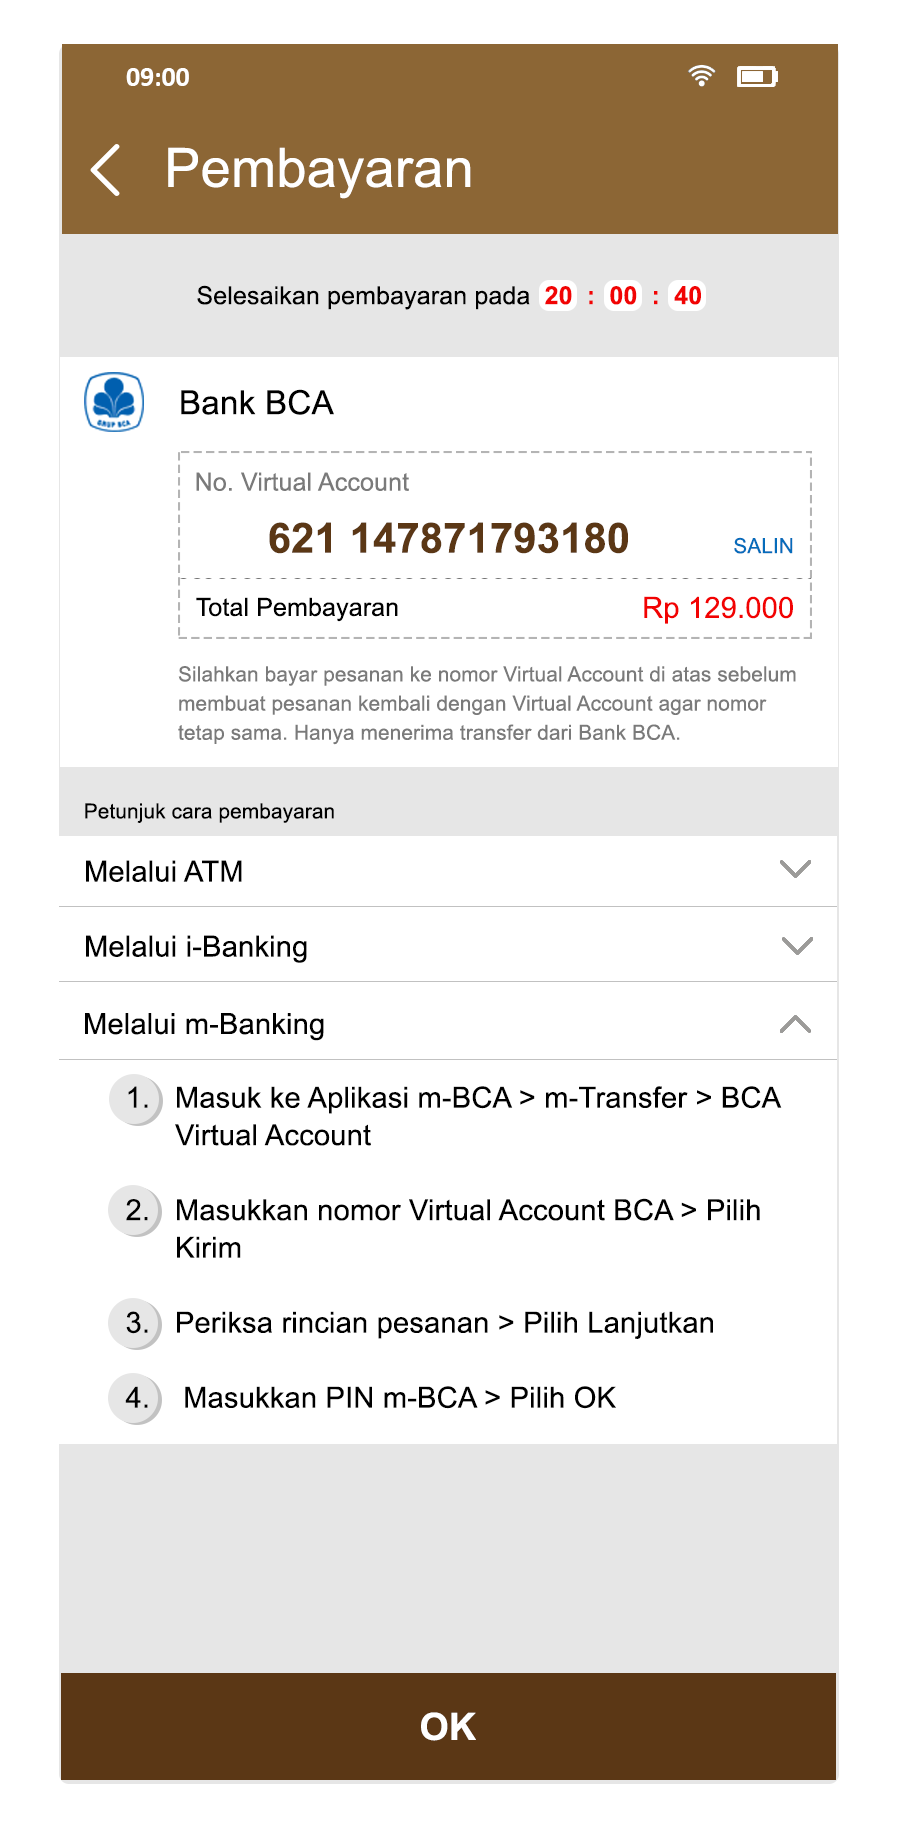 09:00
Pembayaran
Selesaikan pembayaran pada 20 : 00 : 40
GRUP BCA
Bank BCA
No. Virtual Account
621 147871793180
SALIN
Total Pembayaran
Rp 129.000
Silahkan bayar pesanan ke nomor Virtual Account di atas sebelum
membuat pesanan kembali dengan Virtual Account agar nomor
tetap sama. Hanya menerima transfer dari Bank BCA.
Petunjuk cara pembayaran
Melalui ATM
Melalui i-Banking
Melalui m-Banking
1. Masuk ke Aplikasi m-BCA > m-Transfer > BCA
Virtual Account
2. Masukkan nomor Virtual Account BCA > Pilih
Kirim
3. Periksa rincian pesanan > Pilih Lanjutkan
4. Masukkan PIN m-BCA > Pilih OK
OK